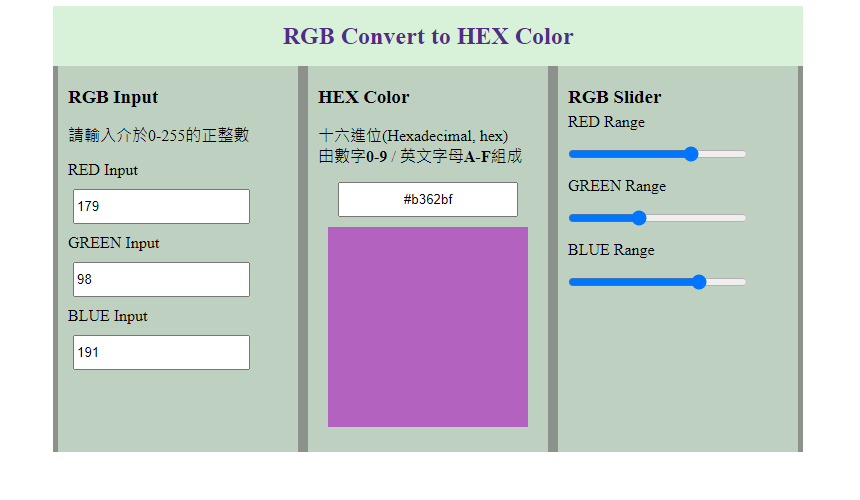 RGB Convert to HEX Color
RGB Input
請輸入介於0-255的正整數
RED Input
179
GREEN Input
98
BLUE Input
191
HEX Color
十六進位(Hexadecimal, hex)
由數字0-9 / 英文字母A-F組成
#b362bf
RGB Slider
RED Range
GREEN Range
BLUE Range